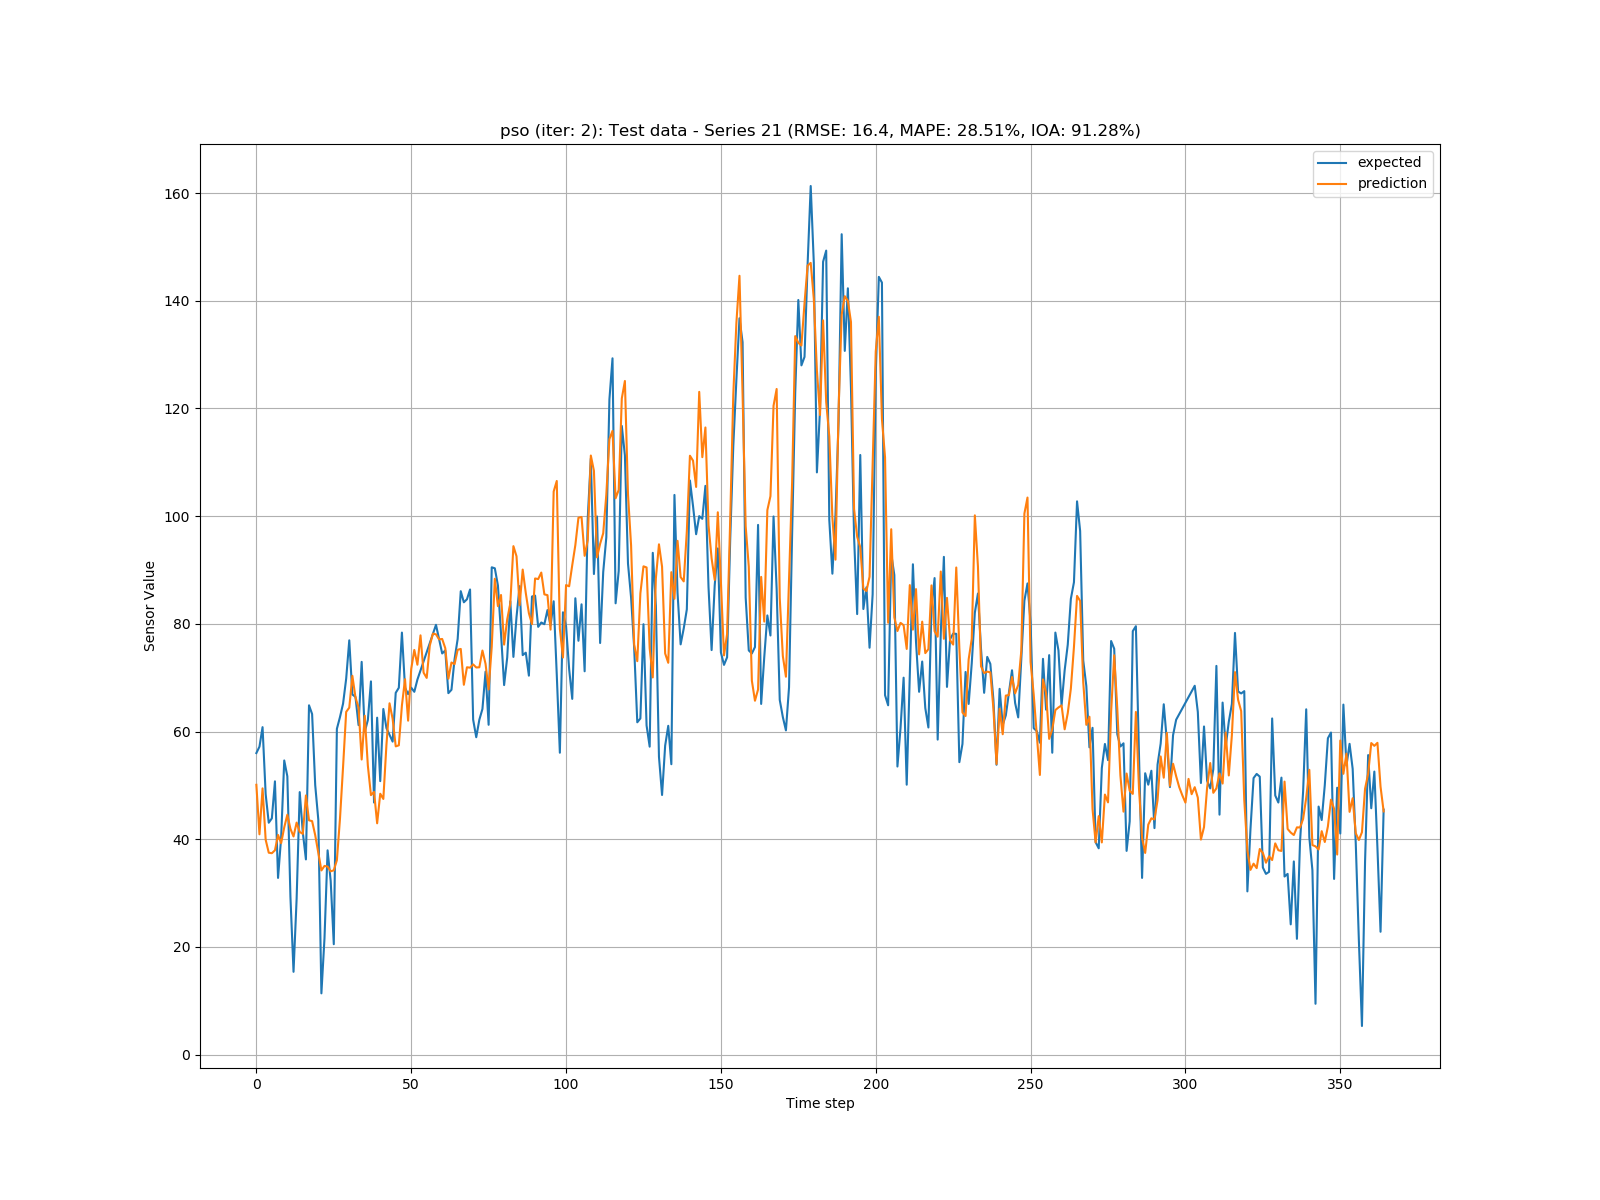 pso (iter: 2): Test data - Series 21 (RMSE: 16.4, MAPE: 28.51%, IOA: 91.28%)
expected
prediction
160
140
120
100
80
60
40
20
0
Sensor Value
0 50 100 150 200 250 300 350
Time step